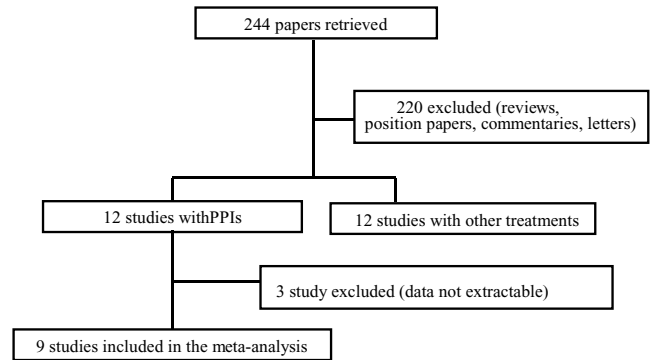 244 papers retrieved
220 excluded (reviews,
position papers, commentaries, letters)
12 studies withPPIs
12 studies with other treatments
3 study excluded (data not extractable)
9 studies included in the meta-analysis